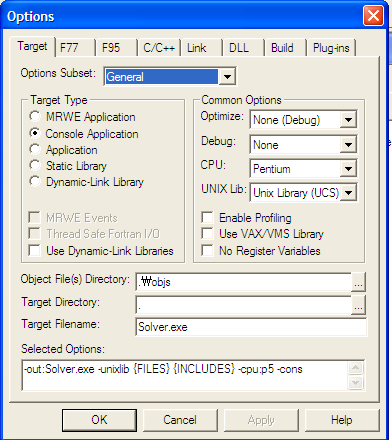 Options
Target F77 F95 C/C++ Link DLL Build Plug-ins
Options Subset: General
Target Type
MRWE Application
Console Application
Application
Static Library
Dynamic-Link Library
MRWE Events
Thread Safe Fortran I/O
Use Dynamic-Link Libraries
Common Options
Optimize: None (Debug)
Debug: None
CPU: Pentium
UNIX Lib: Unix Library (UCS)
Enable Profiling
Use VAX/VMS Library
No Register Variables
Object File(s) Directory: .₩objs ...
Target Directory: . ...
Target Filename: Solver.exe
Selected Options:
-out:Solver.exe -unixlib {FILES} {INCLUDES} -cpu:p5 -cons
OK Cancel Apply Help